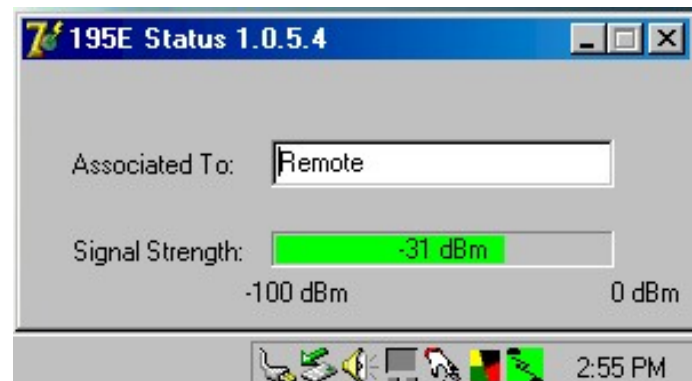 195E Status 1.0.5.4
Associated To: Remote
Signal Strength: -31 dBm
-100 dBm 0 dBm
2:55 PM